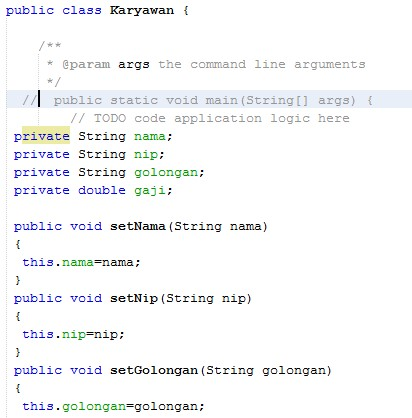 public class Karyawan {
/**
* @param args the command line arguments
*/
// public static void main(String[] args) {
// TODO code application logic here
private String nama;
private String nip;
private String golongan;
private double gaji;
public void setNama(String nama)
{
this.nama=nama;
}
public void setNip(String nip)
{
this.nip=nip;
}
public void setGolongan(String golongan)
{
this.golongan=golongan;